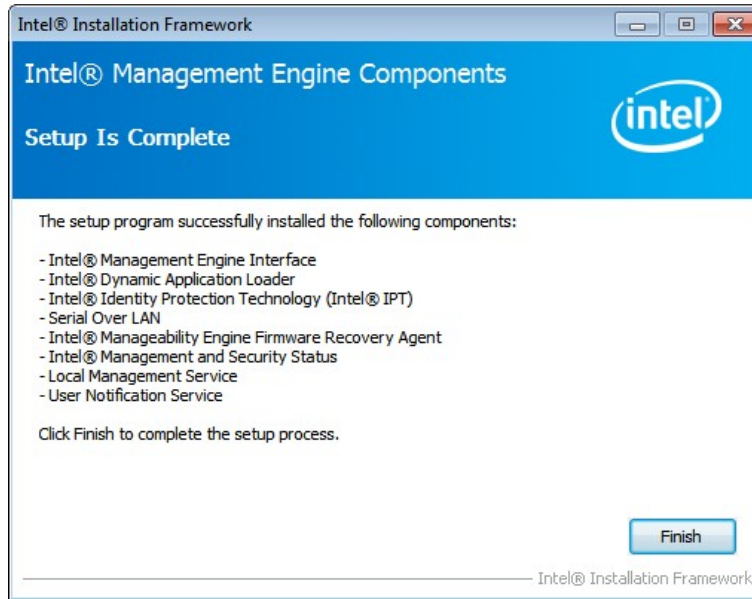 Intel® Installation Framework
Intel® Management Engine Components
intel
Setup Is Complete
The setup program successfully installed the following components:
- Intel® Management Engine Interface
- Intel® Dynamic Application Loader
- Intel® Identity Protection Technology (Intel® IPT)
- Serial Over LAN
- Intel® Manageability Engine Firmware Recovery Agent
- Intel® Management and Security Status
- Local Management Service
- User Notification Service
Click Finish to complete the setup process.
Finish
Intel® Installation Framework